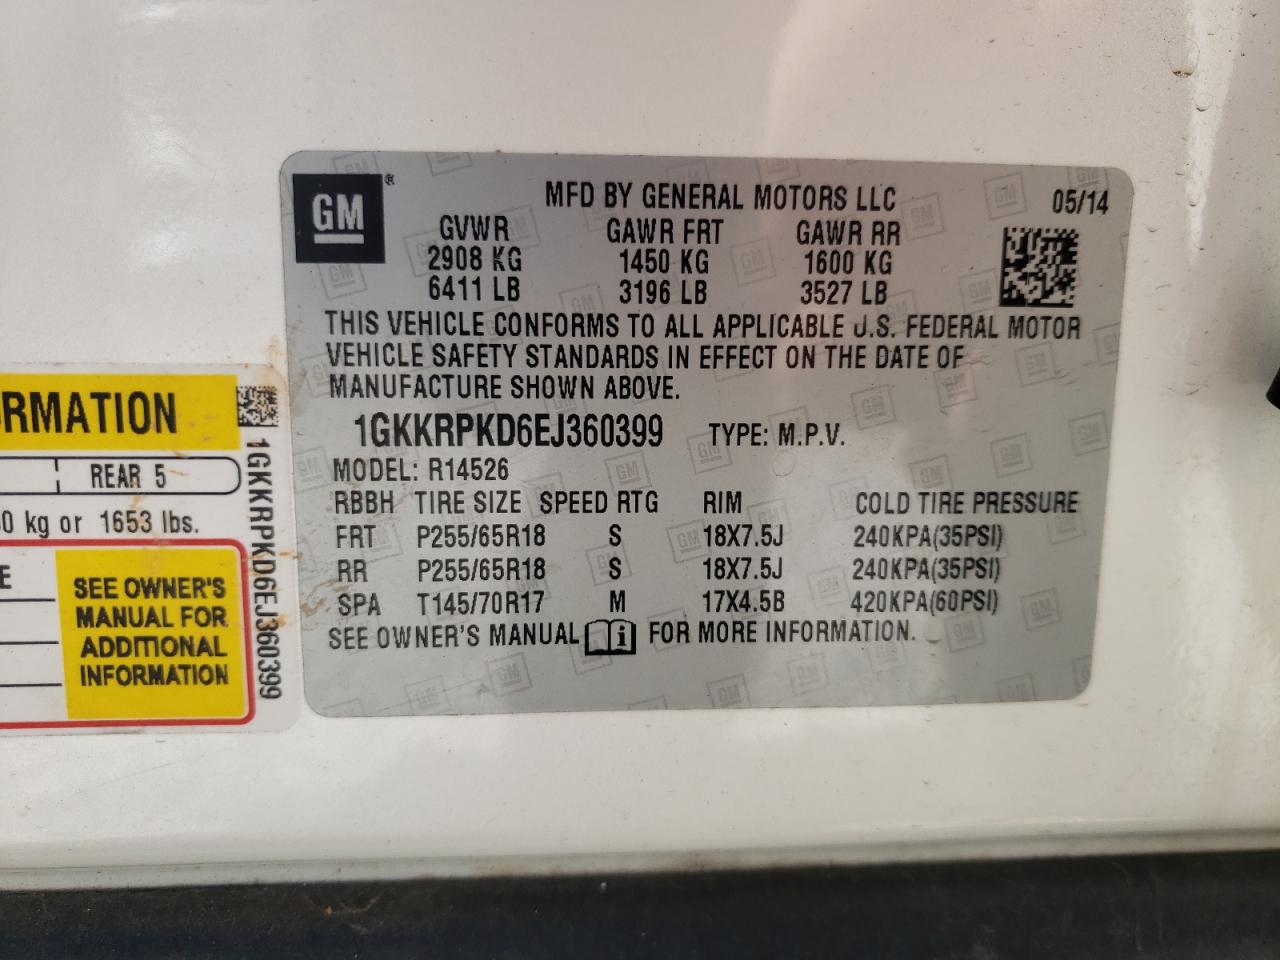 GM®
MFD BY GENERAL MOTORS LLC 05/14
GVWR GAWR FRT GAWR RR
2908 KG 1450 KG 1600 KG
6411 LB 3196 LB 3527 LB
THIS VEHICLE CONFORMS TO ALL APPLICABLE U.S. FEDERAL MOTOR
VEHICLE SAFETY STANDARDS IN EFFECT ON THE DATE OF
MANUFACTURE SHOWN ABOVE.
1GKKRPKD6EJ360399 TYPE: M.P.V.
MODEL: R14526
RBBH TIRE SIZE SPEED RTG RIM COLD TIRE PRESSURE
FRT P255/65R18 S 18X7.5J 240KPA(35PSI)
RR P255/65R18 S 18X7.5J 240KPA(35PSI)
SPA T145/70R17 M 17X4.5B 420KPA(60PSI)
SEE OWNER'S MANUAL FOR MORE INFORMATION.
ORMATION
REAR 5
0 kg or 1653 lbs.
E
SEE OWNER'S
MANUAL FOR
ADDITIONAL
INFORMATION
1GKKRPKD6EJ360399